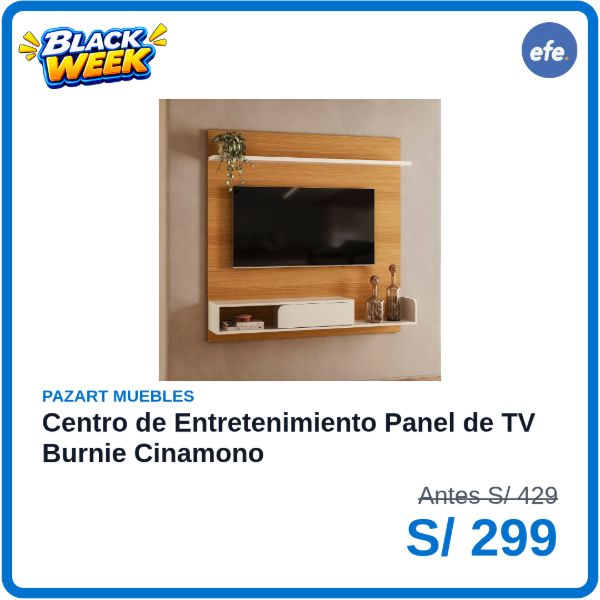 BLACK
WEEK
efe.
PAZART MUEBLES
Centro de Entretenimiento Panel de TV
Burnie Cinamono
Antes S/ 429
S/ 299